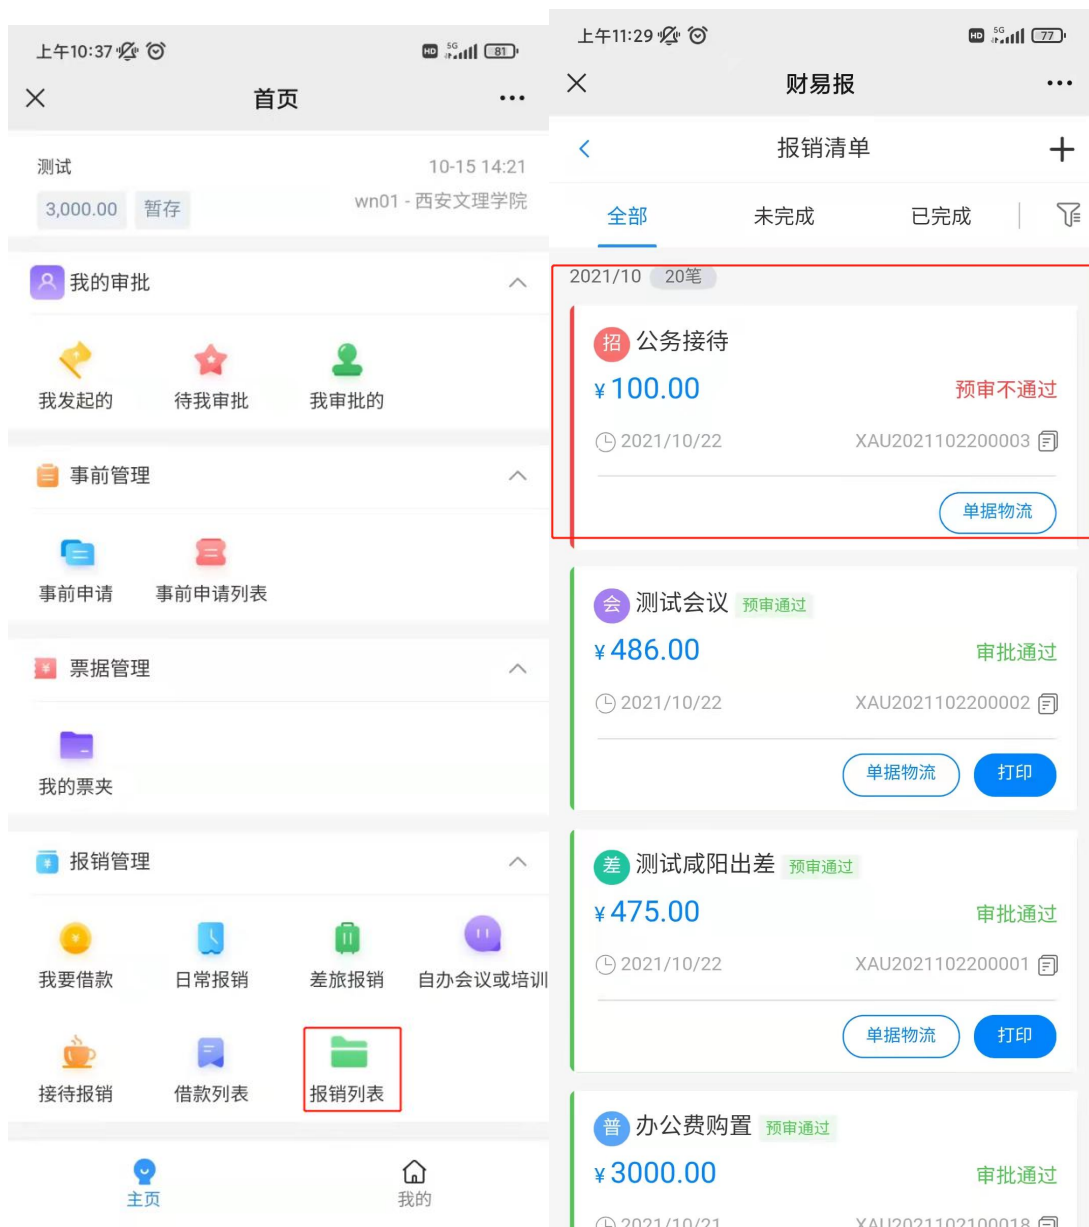 上午10:37
HD 5G 81
首页
测试
10-15 14:21
3,000.00 暂存
wn01 - 西安文理学院
我的审批
我发起的 待我审批 我审批的
事前管理
事前申请 事前申请列表
票据管理
我的票夹
报销管理
我要借款 日常报销 差旅报销 自办会议或培训
接待报销 借款列表 报销列表
主页 我的
上午11:29
HD 5G 77
财易报
报销清单
全部 未完成 已完成
2021/10 20笔
招 公务接待
¥100.00 预审不通过
2021/10/22 XAU2021102200003
单据物流
会 测试会议 预审通过
¥486.00 审批通过
2021/10/22 XAU2021102200002
单据物流 打印
差 测试咸阳出差 预审通过
¥475.00 审批通过
2021/10/22 XAU2021102200001
单据物流 打印
普 办公费购置 预审通过
¥3000.00 审批通过
2021/10/21 XAU2021102100018